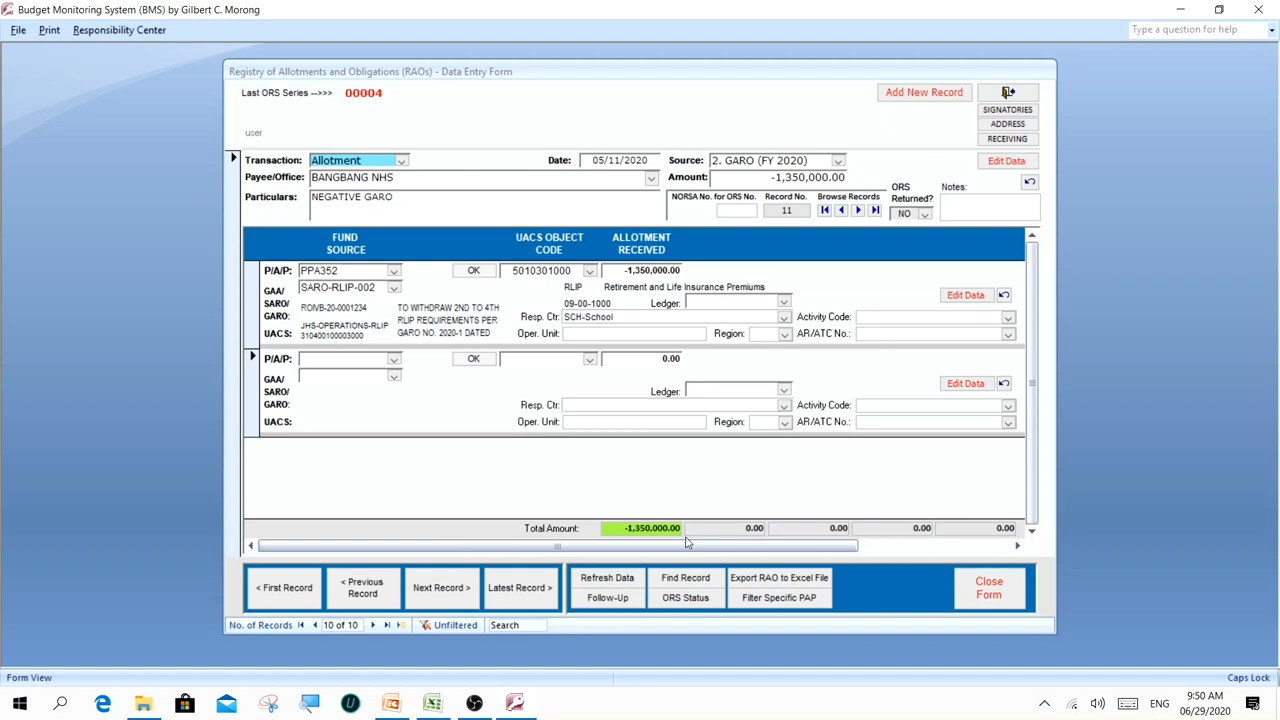 Budget Monitoring System (BMS) by Gilbert C. Morong
File Print Responsibility Center
Type a question for help
Registry of Allotments and Obligations (RAOs) - Data Entry Form
Last ORS Series -->>> 00004
Add New Record
SIGNATORIES
user
ADDRESS
RECEIVING
Transaction: Allotment Date: 05/11/2020 Source: 2. GARO (FY 2020) Edit Data
Payee/Office: BANGBANG NHS Amount: -1,350,000.00
Particulars: NEGATIVE GARO
NORSA No. for ORS No. Record No. Browse Records
11
ORS Returned? NO
Notes:
FUND SOURCE
UACS OBJECT CODE
ALLOTMENT RECEIVED
P/A/P: PPA352 OK 5010301000 -1,350,000.00
GAA/ SARO-RLIP-002 RLIP Retirement and Life Insurance Premiums
SARO/ ROIVB-20-0001234 TO WITHDRAW 2ND TO 4TH 09-00-1000 Ledger: Edit Data
GARO: JHS-OPERATIONS-RLIP RLIP REQUIREMENTS PER Resp. Ctr: SCH-School Activity Code:
UACS: 310400100003000 GARO NO. 2020-1 DATED Oper. Unit: Region: AR/ATC No.:
P/A/P: OK 0.00
GAA/
SARO/ Ledger: Edit Data
GARO: Resp. Ctr: Activity Code:
UACS: Oper. Unit: Region: AR/ATC No.:
Total Amount: -1,350,000.00 0.00 0.00 0.00 0.00
< First Record
< Previous Record
Next Record >
Latest Record >
Refresh Data Find Record Export RAO to Excel File
Follow-Up ORS Status Filter Specific PAP
Close Form
No. of Records 10 of 10 Unfiltered Search
Form View Caps Lock
ENG
9:50 AM
06/29/2020